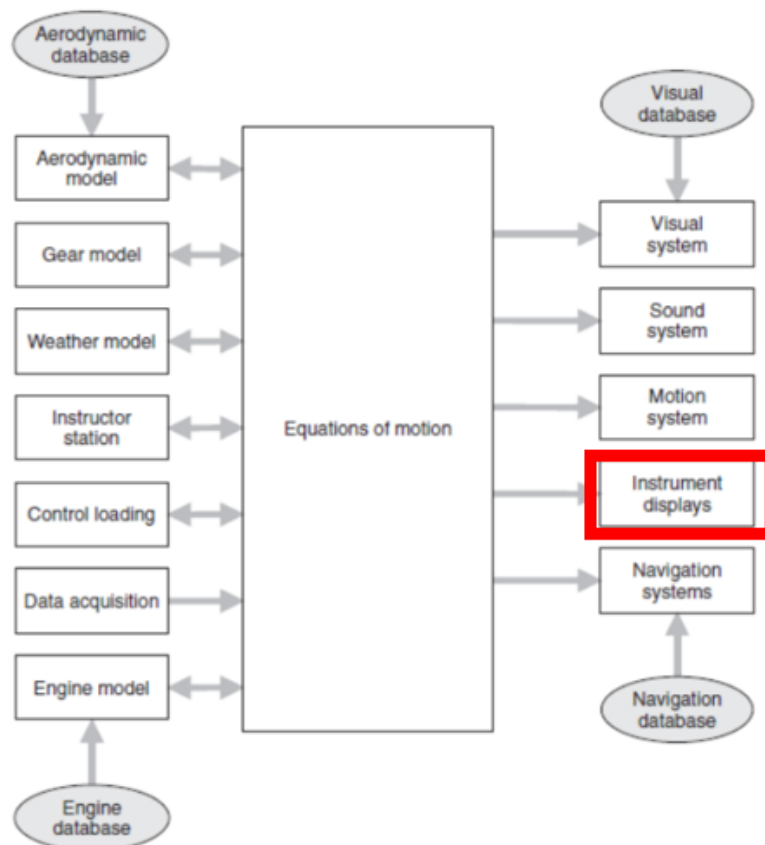 Aerodynamic
database
Aerodynamic
model
Gear model
Weather model
Instructor
station
Control loading
Data acquisition
Engine model
Engine
database
Equations of motion
Visual
database
Visual
system
Sound
system
Motion
system
Instrument
displays
Navigation
systems
Navigation
database